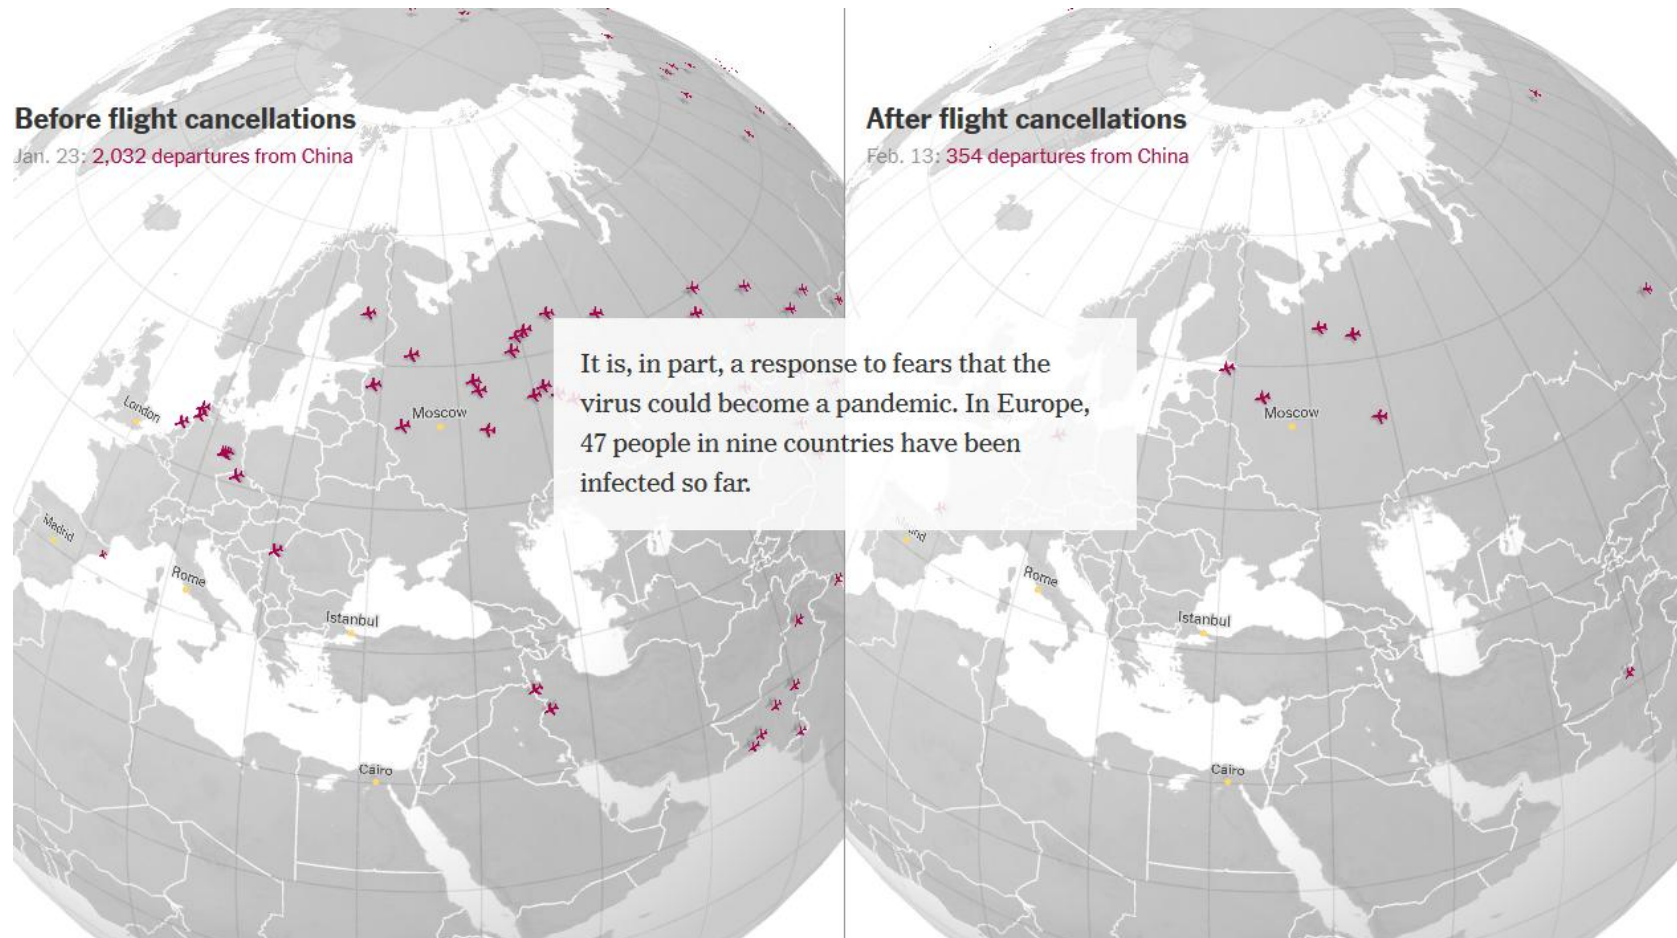 Before flight cancellations
Jan. 23: 2,032 departures from China
London
Moscow
Madrid
Rome
Istanbul
Cairo
It is, in part, a response to fears that the
virus could become a pandemic. In Europe,
47 people in nine countries have been
infected so far.
After flight cancellations
Feb. 13: 354 departures from China
Moscow
Madrid
Rome
Istanbul
Cairo